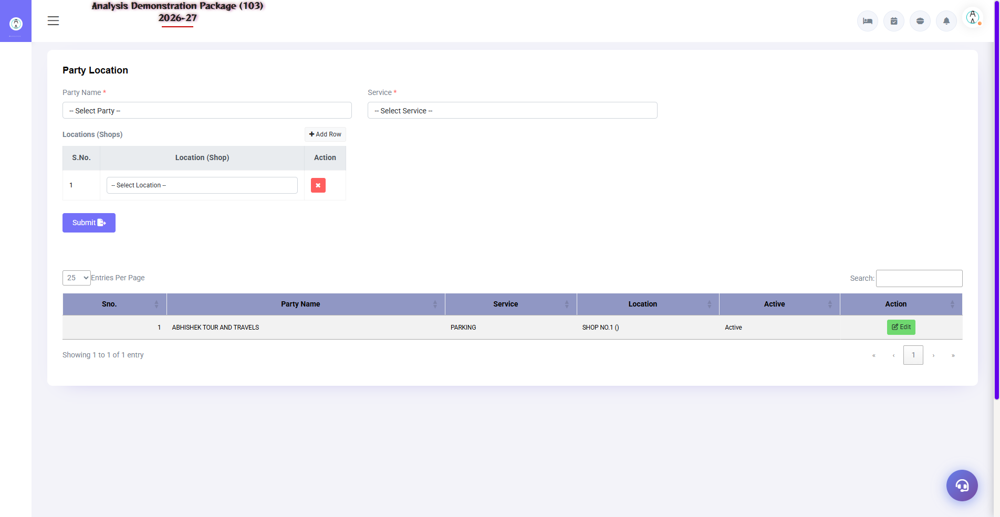 Analysis Demonstration Package (103)
2026-27
Party Location
Party Name *
Service *
-- Select Party --
-- Select Service --
Locations (Shops)
Add Row
S.No. Location (Shop) Action
1 -- Select Location --
Submit
25 Entries Per Page
Search:
Sno. Party Name Service Location Active Action
1 ABHISHEK TOUR AND TRAVELS PARKING SHOP NO.1 () Active Edit
Showing 1 to 1 of 1 entry
« ‹ 1 › »